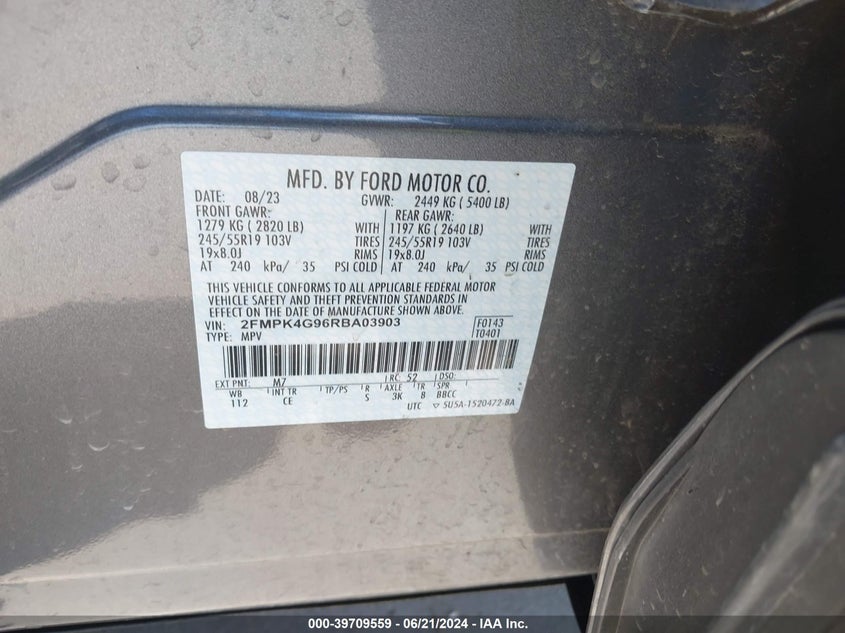 MFD. BY FORD MOTOR CO.
DATE: 08/23 GVWR: 2449 KG ( 5400 LB)
FRONT GAWR: REAR GAWR:
1279 KG ( 2820 LB) WITH 1197 KG ( 2640 LB) WITH
245/55R19 103V TIRES 245/55R19 103V TIRES
19x8.0J RIMS 19x8.0J RIMS
AT 240 kPa/ 35 PSI COLD AT 240 kPa/ 35 PSI COLD
THIS VEHICLE CONFORMS TO ALL APPLICABLE FEDERAL MOTOR
VEHICLE SAFETY AND THEFT PREVENTION STANDARDS IN
EFFECT ON THE DATE OF MANUFACTURE SHOWN ABOVE.
VIN: 2FMPK4G96RBA03903 F0143
TYPE: MPV T0401
EXT PNT: M7 RC: 52 DSO:
WB INT TR TP/PS R AXLE TR SPR
112 CE S 3K 8 BBCC
UTC ▽ 5U5A-1520472-BA
000-39709559 - 06/21/2024 - IAA Inc.